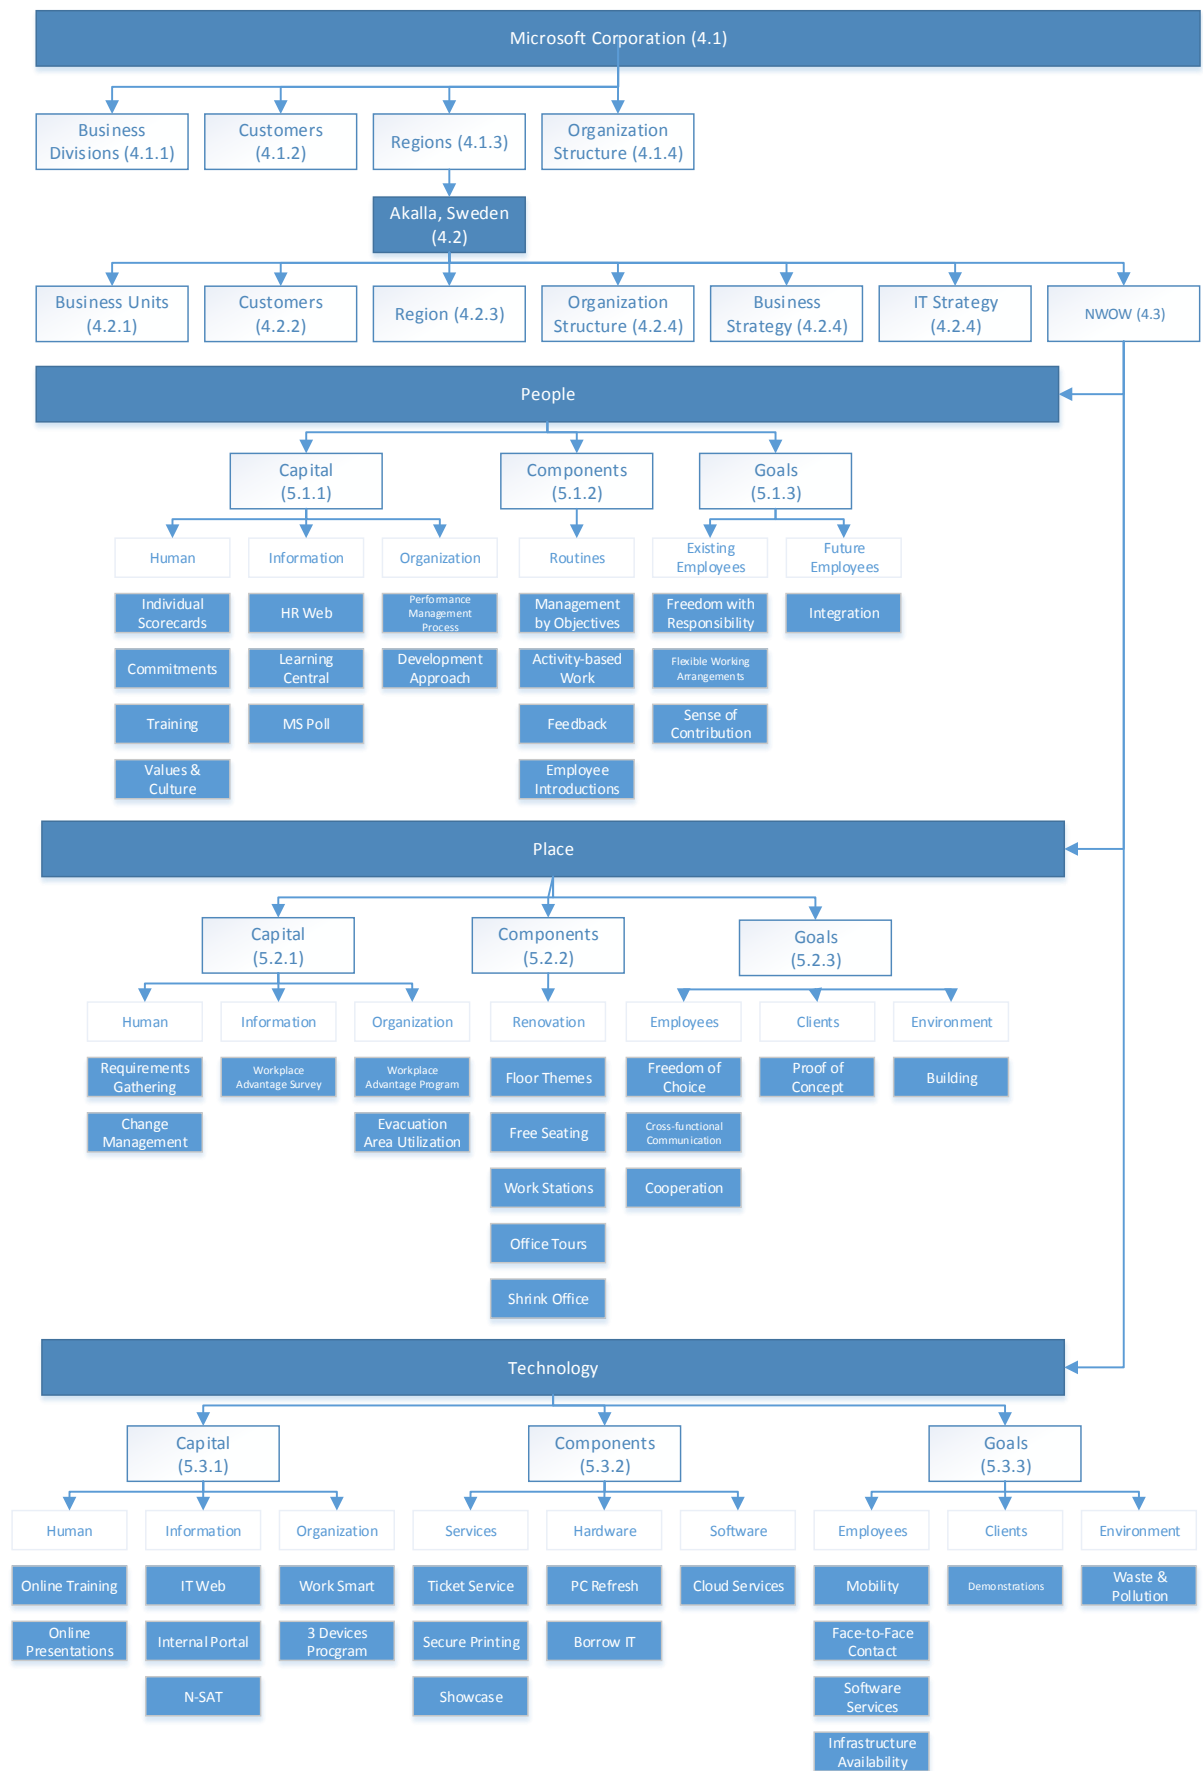 Microsoft Corporation (4.1)
Business
Divisions (4.1.1)
Customers
(4.1.2)
Regions (4.1.3)
Organization
Structure (4.1.4)
Akalla, Sweden
(4.2)
Business Units
(4.2.1)
Customers
(4.2.2)
Region (4.2.3)
Organization
Structure (4.2.4)
Business
Strategy (4.2.4)
IT Strategy
(4.2.4)
NWOW (4.3)
People
Capital
(5.1.1)
Components
(5.1.2)
Goals
(5.1.3)
Human
Information
Organization
Routines
Existing
Employees
Future
Employees
Individual
Scorecards
HR Web
Performance
Management
Process
Management
by Objectives
Freedom with
Responsibility
Integration
Commitments
Learning
Central
Development
Approach
Activity-based
Work
Flexible Working
Arrangements
Training
MS Poll
Feedback
Sense of
Contribution
Values &
Culture
Employee
Introductions
Place
Capital
(5.2.1)
Components
(5.2.2)
Goals
(5.2.3)
Human
Information
Organization
Renovation
Employees
Clients
Environment
Requirements
Gathering
Workplace
Advantage Survey
Workplace
Advantage Program
Floor Themes
Freedom of
Choice
Proof of
Concept
Building
Change
Management
Evacuation
Area Utilization
Free Seating
Cross-functional
Communication
Work Stations
Cooperation
Office Tours
Shrink Office
Technology
Capital
(5.3.1)
Components
(5.3.2)
Goals
(5.3.3)
Human
Information
Organization
Services
Hardware
Software
Employees
Clients
Environment
Online Training
IT Web
Work Smart
Ticket Service
PC Refresh
Cloud Services
Mobility
Demonstrations
Waste &
Pollution
Online
Presentations
Internal Portal
3 Devices
Procgram
Secure Printing
Borrow IT
Face-to-Face
Contact
N-SAT
Showcase
Software
Services
Infrastructure
Availability